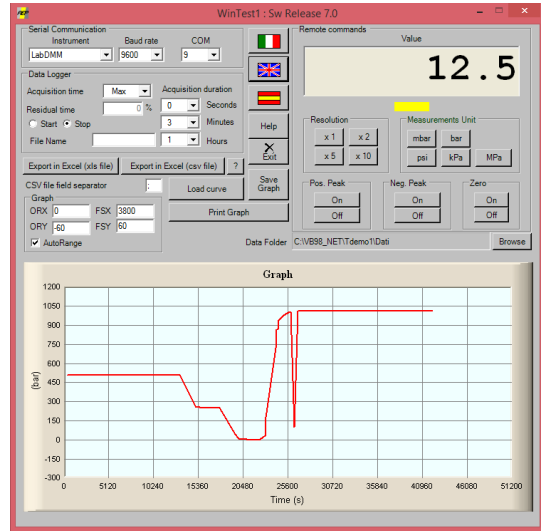 WinTest1 : Sw Release 7.0
Serial Communication
Instrument Baud rate COM
LabDMM 9600 9
Data Logger
Acquisition time Max Acquisition duration
Residual time 0 % 0 Seconds
Start Stop 3 Minutes
File Name 1 Hours
Export in Excel (xls file) Export in Excel (csv file) ?
CSV file field separator ;
Load curve
Graph
ORX 0 FSX 3800
ORY -60 FSY 60
AutoRange
Print Graph
Help
Exit
Save
Graph
Remote commands
Value
12.5
Resolution
x 1 x 2
x 5 x 10
Measurements Unit
mbar bar
psi kPa MPa
Pos. Peak Neg. Peak Zero
On On On
Off Off Off
Data Folder C:\VB98_NET\Tdemo1\Dati Browse
Graph
1200
1050
900
750
600
450
300
150
0
-150
-300
(bar)
0 5120 10240 15360 20480 25600 30720 35840 40960 46080 51200
Time (s)